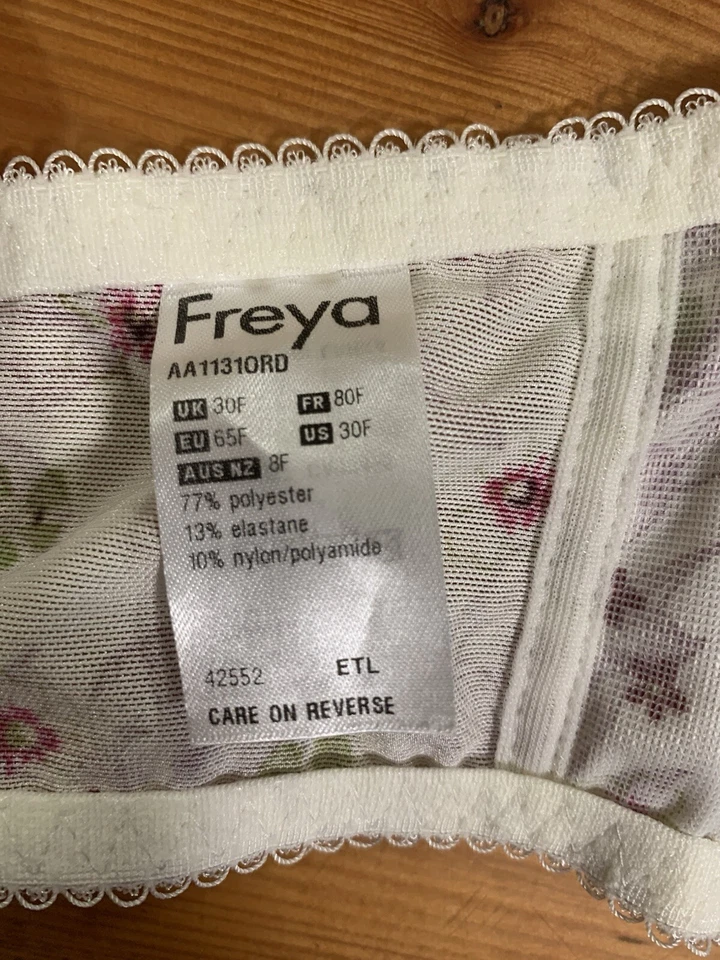 Freya
AA11310RD
UK 30F FR 80F
EU 65F US 30F
AUS NZ 8F
77% polyester
13% elastane
10% nylon/polyamide
42552 ETL
CARE ON REVERSE